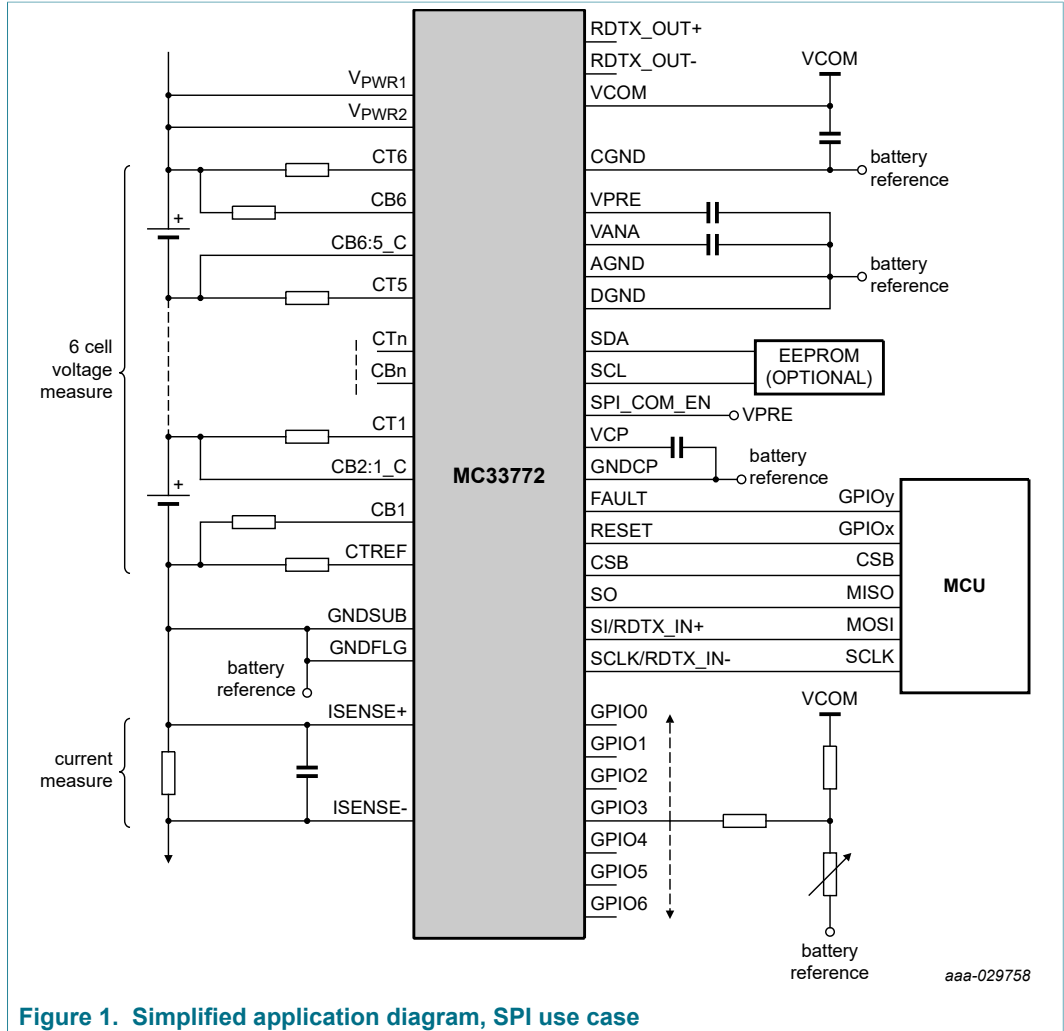 RDTX_OUT+
RDTX_OUT-
VCOM
VCOM
CGND
battery
reference
VPRE
VANA
AGND
DGND
battery
reference
SDA
SCL
EEPROM
(OPTIONAL)
SPI_COM_EN
VPRE
VCP
GNDCP
battery
reference
FAULT
RESET
CSB
SO
SI/RDTX_IN+
SCLK/RDTX_IN-
GPIOy
GPIOx
CSB
MISO
MOSI
SCLK
MCU
GPIO0
GPIO1
GPIO2
GPIO3
GPIO4
GPIO5
GPIO6
VCOM
battery
reference
MC33772
VPWR1
VPWR2
CT6
CB6
+
CB6:5_C
CT5
6 cell
voltage
measure
CTn
CBn
CT1
CB2:1_C
+
CB1
CTREF
GNDSUB
GNDFLG
battery
reference
ISENSE+
current
measure
ISENSE-
aaa-029758
Figure 1. Simplified application diagram, SPI use case